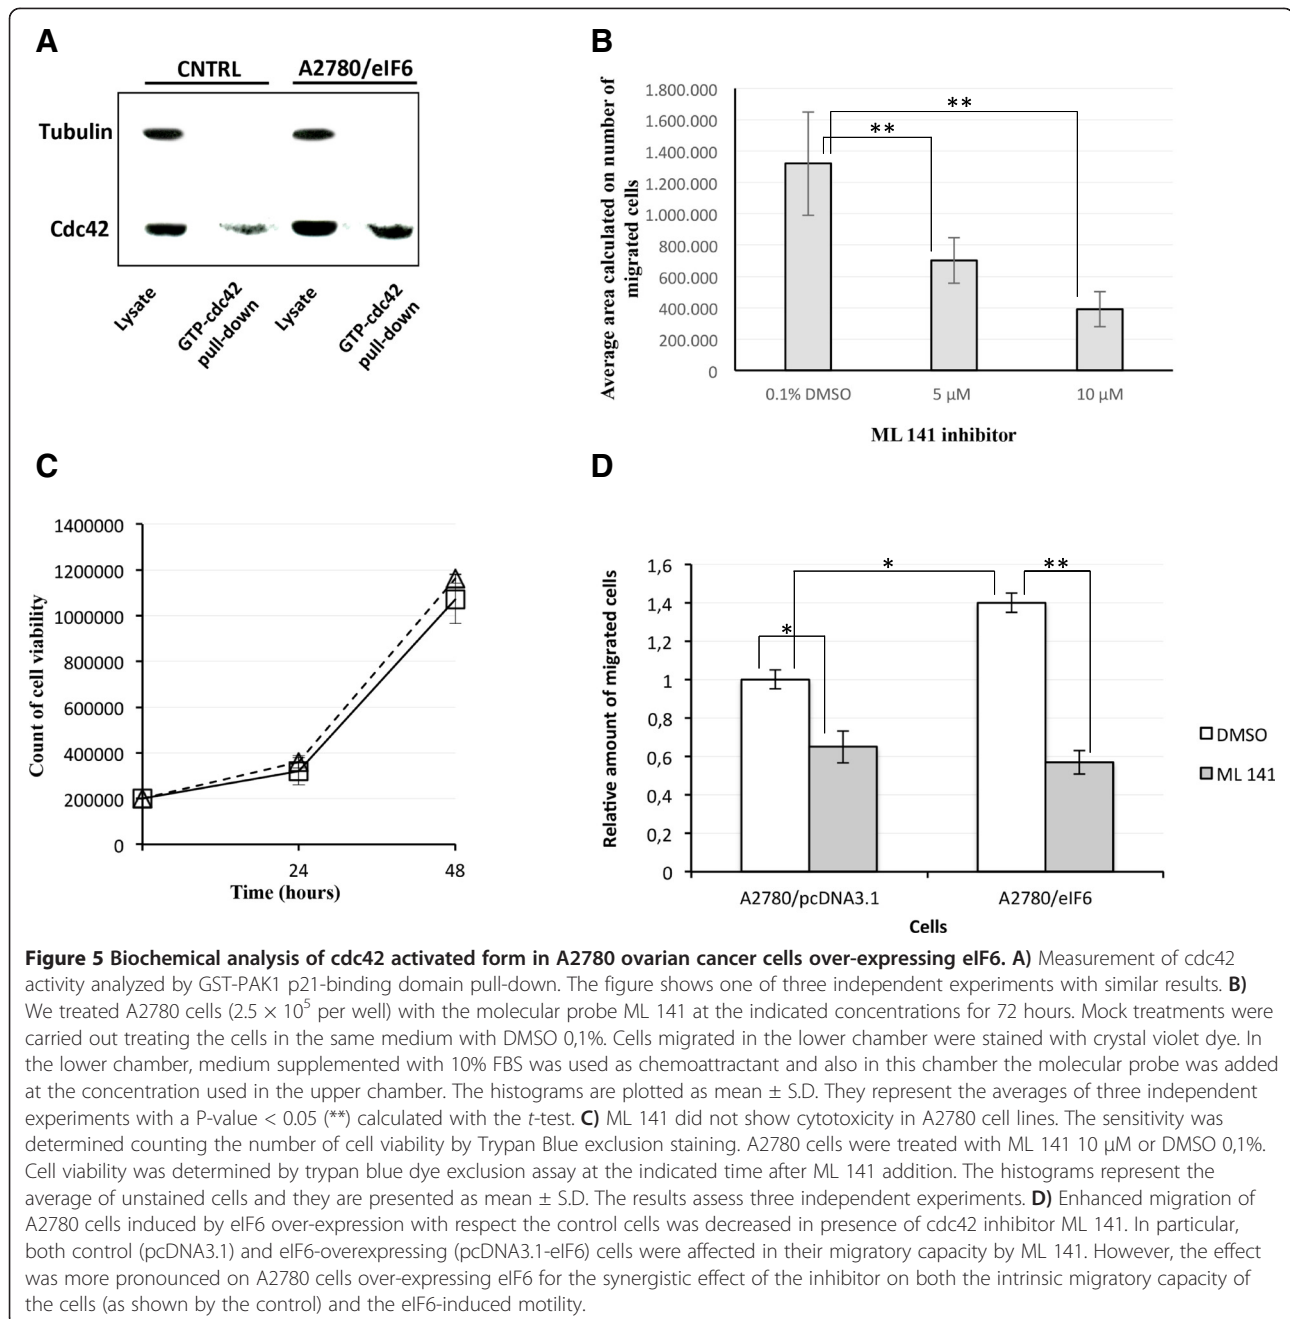 A
CNTRL A2780/eIF6
Tubulin
Cdc42
Lysate
GTP-cdc42
pull-down
Lysate
GTP-cdc42
pull-down
B
Average area calculated on number of
migrated cells
1.800.000
1.600.000
1.400.000
1.200.000
1.000.000
800.000
600.000
400.000
200.000
0
**
**
0.1% DMSO 5 µM 10 µM
ML 141 inhibitor
C
Count of cell viability
1400000
1200000
1000000
800000
600000
400000
200000
0
24 48
Time (hours)
D
Relative amount of migrated cells
1,6
1,4
1,2
1
0,8
0,6
0,4
0,2
0
* **
*
A2780/pcDNA3.1 A2780/eIF6
Cells
DMSO
ML 141
Figure 5 Biochemical analysis of cdc42 activated form in A2780 ovarian cancer cells over-expressing eIF6. A) Measurement of cdc42
activity analyzed by GST-PAK1 p21-binding domain pull-down. The figure shows one of three independent experiments with similar results. B)
We treated A2780 cells (2.5 × 10⁵ per well) with the molecular probe ML 141 at the indicated concentrations for 72 hours. Mock treatments were
carried out treating the cells in the same medium with DMSO 0,1%. Cells migrated in the lower chamber were stained with crystal violet dye. In
the lower chamber, medium supplemented with 10% FBS was used as chemoattractant and also in this chamber the molecular probe was added
at the concentration used in the upper chamber. The histograms are plotted as mean ± S.D. They represent the averages of three independent
experiments with a P-value < 0.05 (**) calculated with the t-test. C) ML 141 did not show cytotoxicity in A2780 cell lines. The sensitivity was
determined counting the number of cell viability by Trypan Blue exclusion staining. A2780 cells were treated with ML 141 10 µM or DMSO 0,1%.
Cell viability was determined by trypan blue dye exclusion assay at the indicated time after ML 141 addition. The histograms represent the
average of unstained cells and they are presented as mean ± S.D. The results assess three independent experiments. D) Enhanced migration of
A2780 cells induced by eIF6 over-expression with respect the control cells was decreased in presence of cdc42 inhibitor ML 141. In particular,
both control (pcDNA3.1) and eIF6-overexpressing (pcDNA3.1-eIF6) cells were affected in their migratory capacity by ML 141. However, the effect
was more pronounced on A2780 cells over-expressing eIF6 for the synergistic effect of the inhibitor on both the intrinsic migratory capacity of
the cells (as shown by the control) and the eIF6-induced motility.